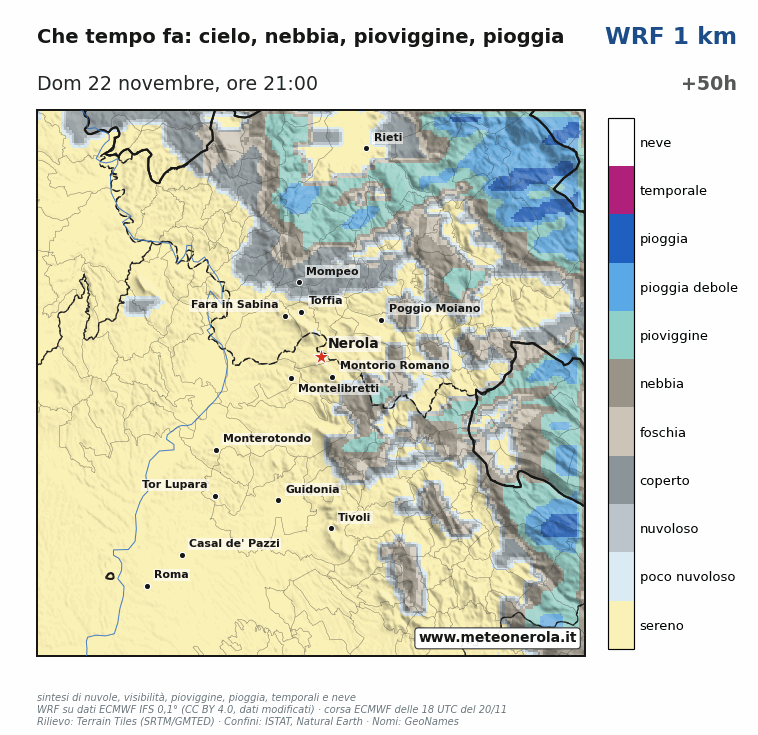 Che tempo fa: cielo, nebbia, pioviggine, pioggia
WRF 1 km
Dom 22 novembre, ore 21:00
+50h
Rieti
Mompeo
Fara in Sabina
Toffia
Poggio Moiano
Nerola
Montorio Romano
Montelibretti
Monterotondo
Tor Lupara
Guidonia
Tivoli
Casal de' Pazzi
Roma
www.meteonerola.it
neve
temporale
pioggia
pioggia debole
pioviggine
nebbia
foschia
coperto
nuvoloso
poco nuvoloso
sereno
sintesi di nuvole, visibilità, pioviggine, pioggia, temporali e neve
WRF su dati ECMWF IFS 0,1° (CC BY 4.0, dati modificati) · corsa ECMWF delle 18 UTC del 20/11
Rilievo: Terrain Tiles (SRTM/GMTED) · Confini: ISTAT, Natural Earth · Nomi: GeoNames